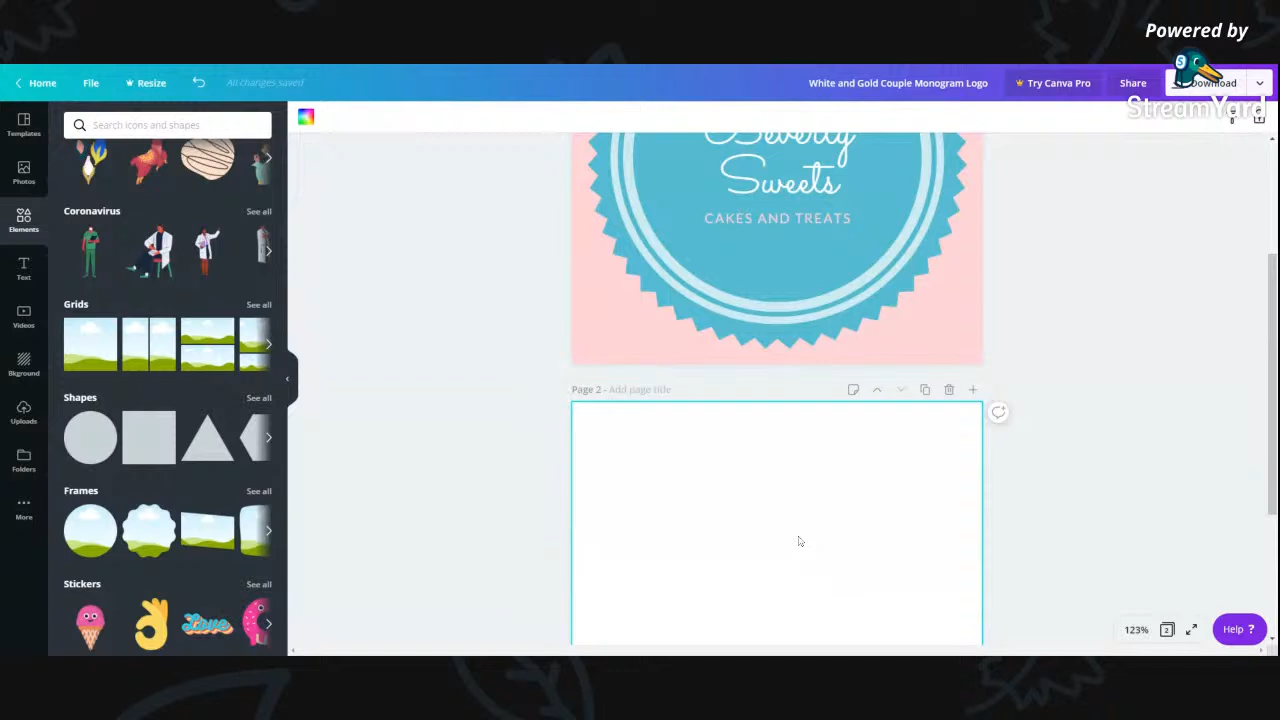 Powered by
StreamYard
Home
File
Resize
All changes saved
White and Gold Couple Monogram Logo
Try Canva Pro
Share
Download
Templates
Photos
Elements
Text
Videos
Bkground
Uploads
Folders
More
Search icons and shapes
Coronavirus
See all
Grids
See all
Shapes
See all
Frames
See all
Stickers
See all
Love
Beverly
Sweets
CAKES AND TREATS
Page 2 - Add page title
123%
2
Help ?